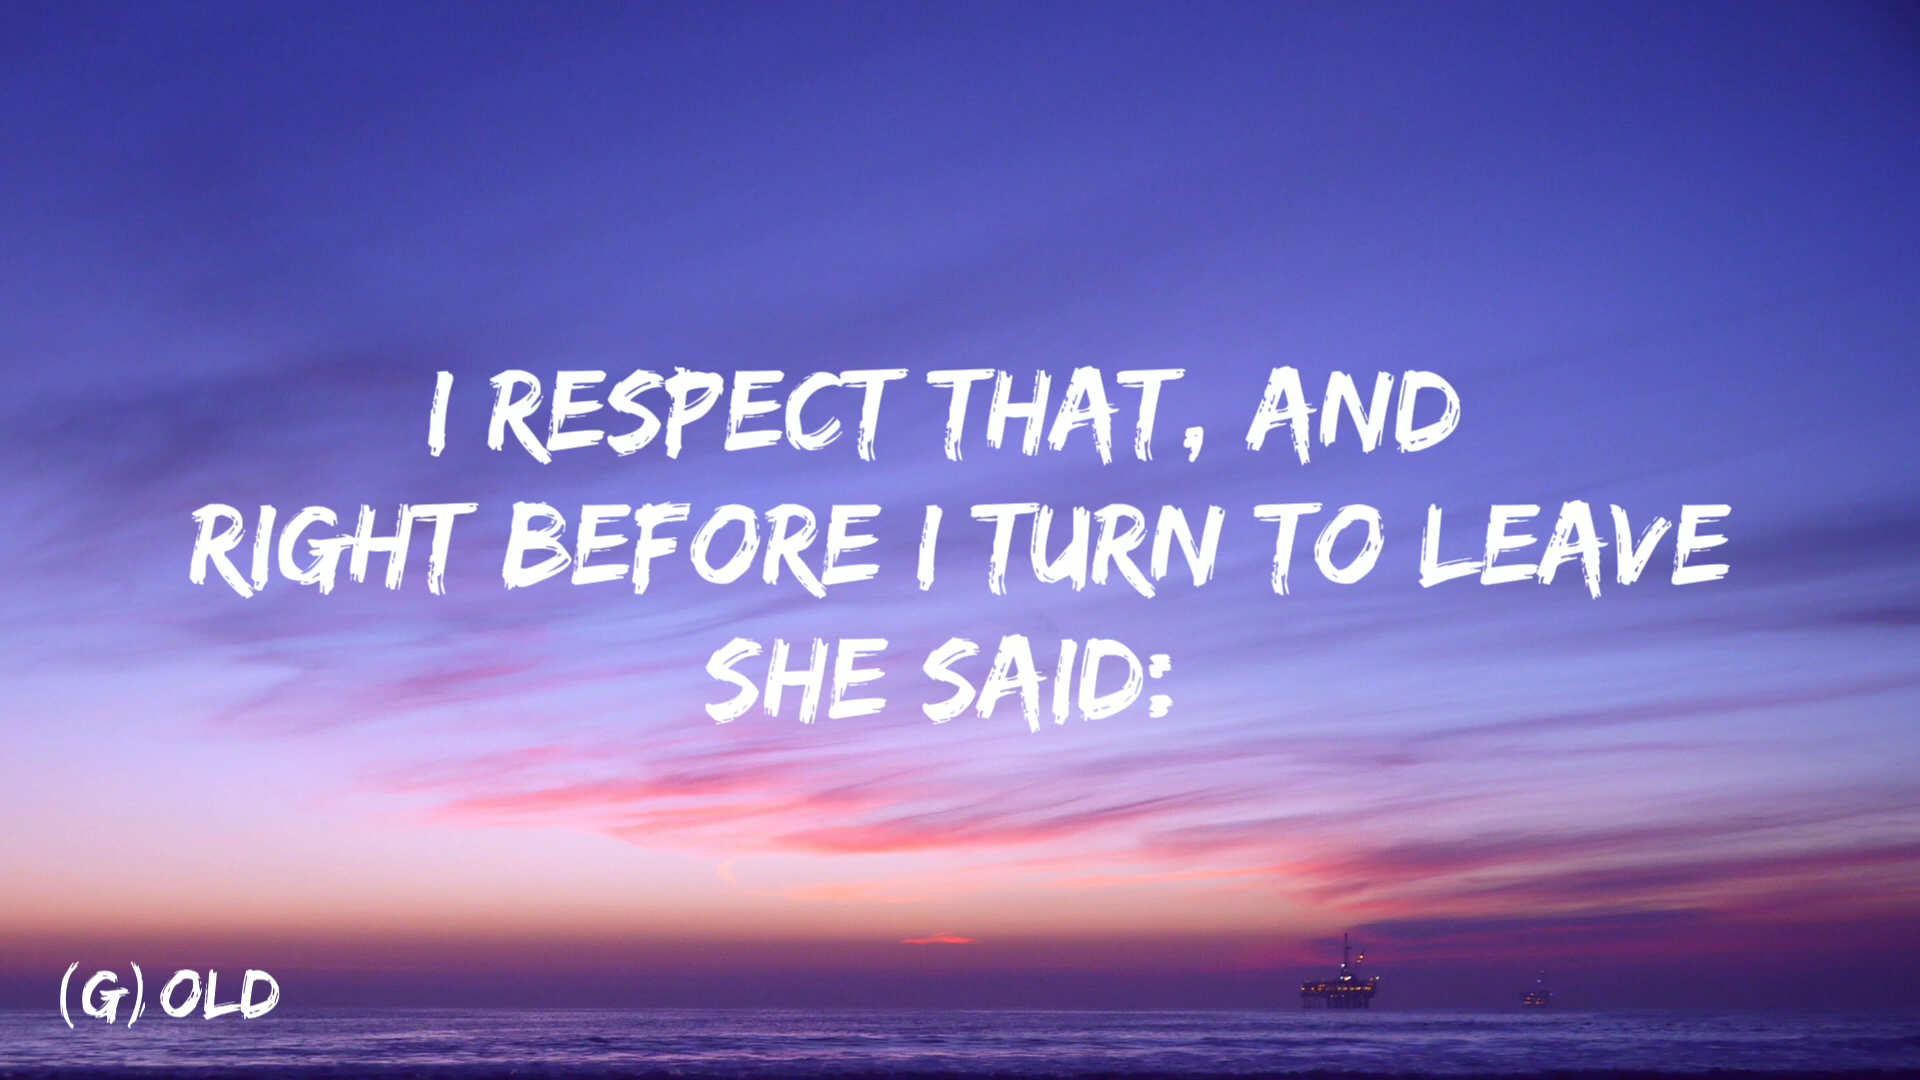 I RESPECT THAT, AND
RIGHT BEFORE I TURN TO LEAVE
SHE SAID:
(G) OLD